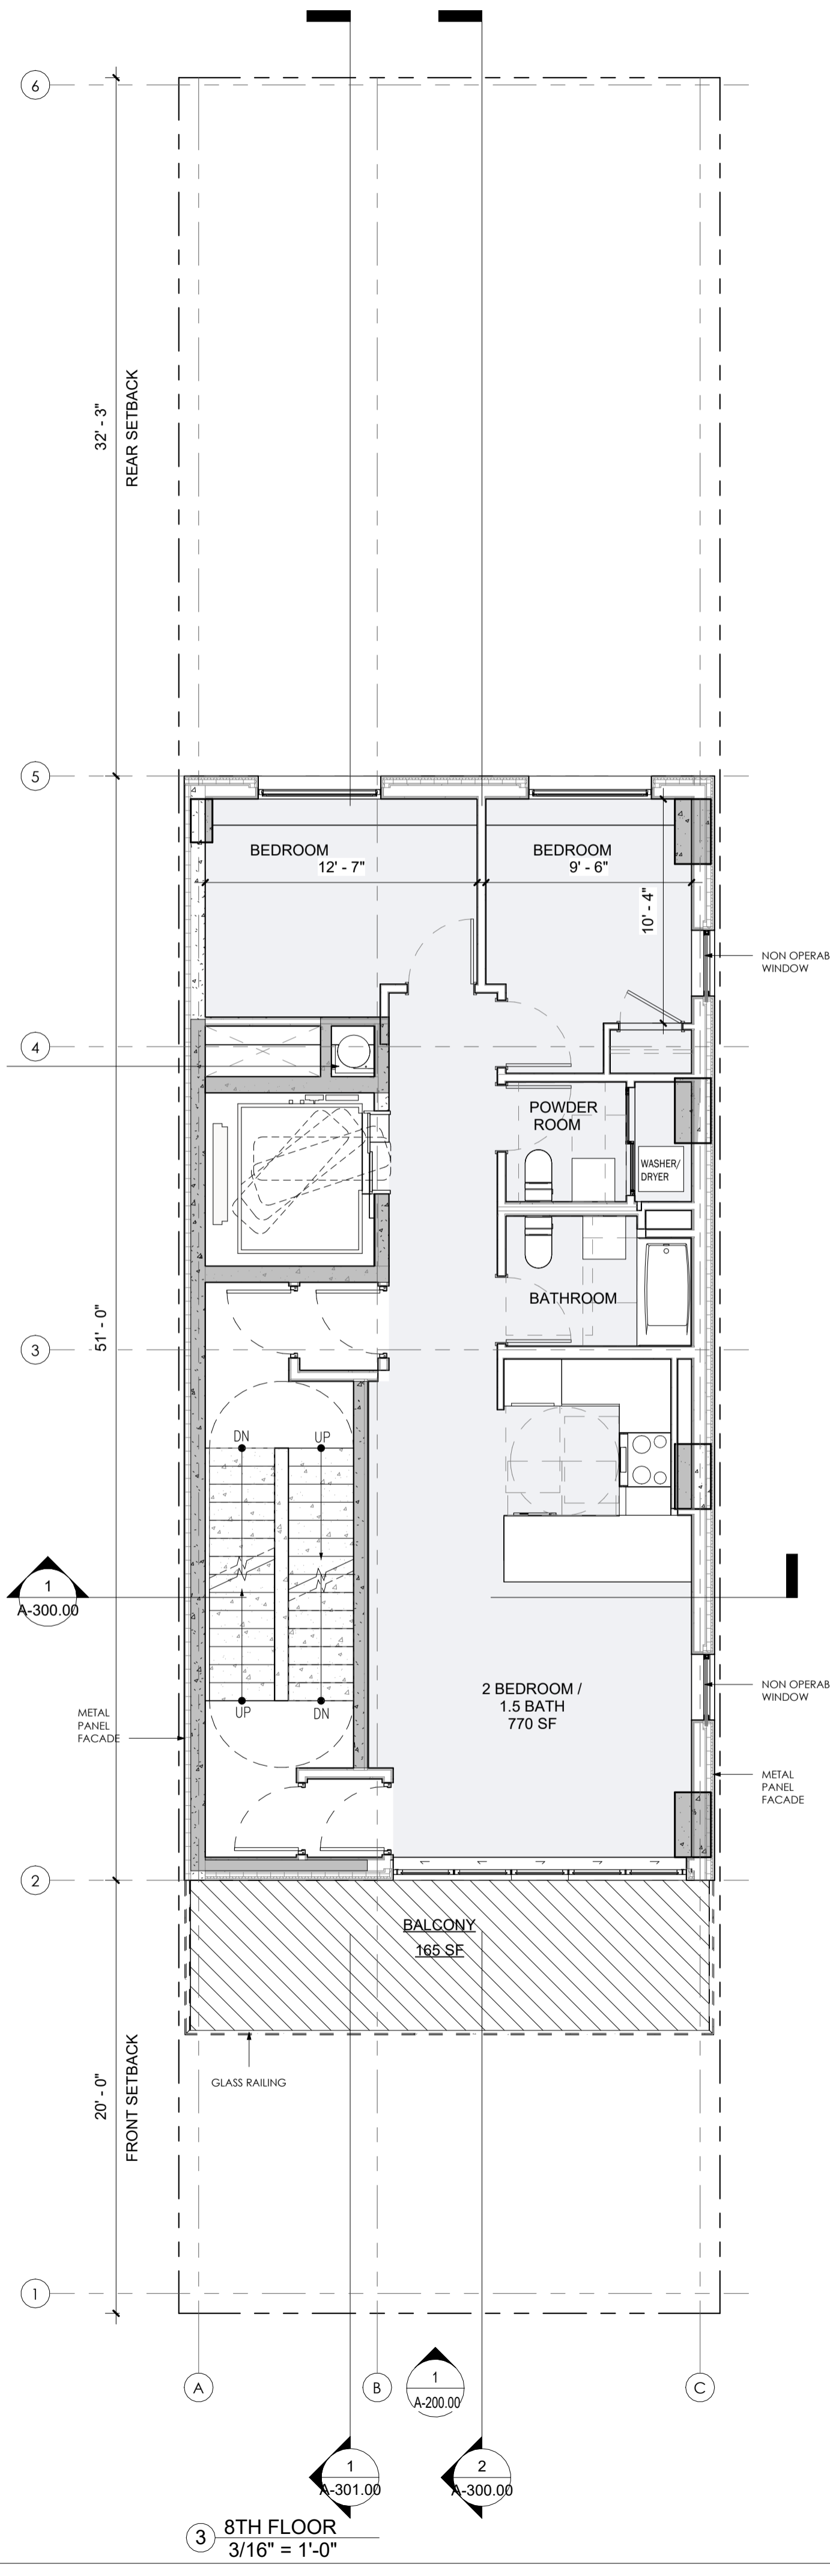 6
32' - 3"
REAR SETBACK
5
BEDROOM
12' - 7"
BEDROOM
9' - 6"
10' - 4"
NON OPERAB
WINDOW
4
POWDER
ROOM
WASHER/
DRYER
BATHROOM
51' - 0"
3
DN
UP
1
A-300.00
UP
DN
2 BEDROOM /
1.5 BATH
770 SF
NON OPERAB
WINDOW
METAL
PANEL
FACADE
METAL
PANEL
FACADE
2
BALCONY
165 SF
GLASS RAILING
20' - 0"
FRONT SETBACK
1
A
B
C
1
A-200.00
1
A-301.00
2
A-300.00
3
8TH FLOOR
3/16" = 1'-0"